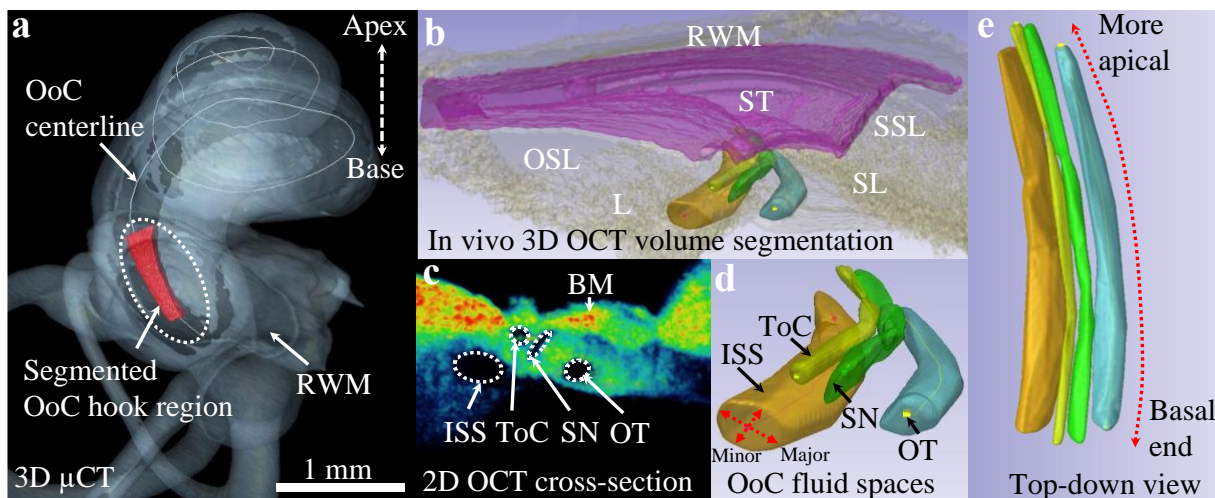 a
Apex
OoC
centerline
Base
Segmented
OoC hook region
RWM
3D µCT
1 mm
b
RWM
ST
SSL
OSL
SL
L
In vivo 3D OCT volume segmentation
c
BM
ISS ToC SN OT
2D OCT cross-section
d
ToC
ISS
SN
OT
Minor Major
OoC fluid spaces
e
More
apical
Basal
end
Top-down view